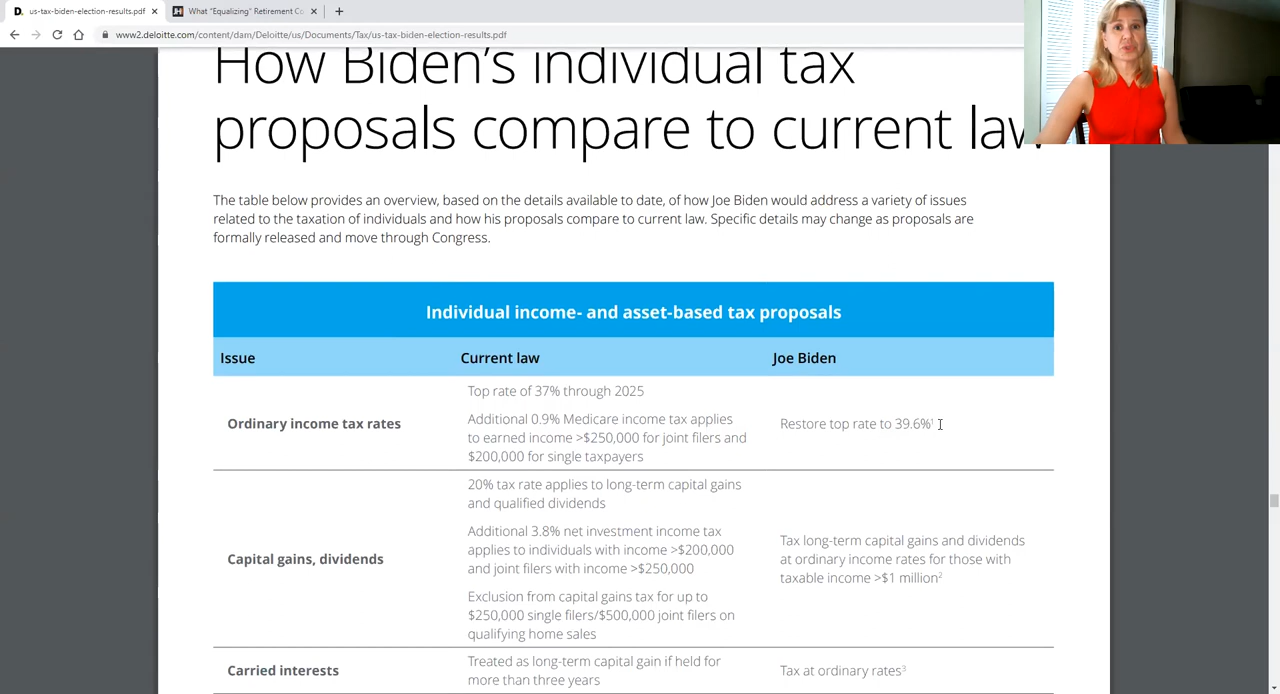 us-tax-biden-election-results.pdf
What "Equalizing" Retirement Co
www2.deloitte.com/content/dam/Deloitte/us/Documents/Tax/us-tax-biden-election-results.pdf
How
tax
proposals compare to current law
The table below provides an overview, based on the details available to date, of how Joe Biden would address a variety of issues
related to the taxation of individuals and how his proposals compare to current law. Specific details may change as proposals are
formally released and move through Congress.
Individual income- and asset-based tax proposals
Issue Current law Joe Biden
Top rate of 37% through 2025
Additional 0.9% Medicare income tax applies
Ordinary income tax rates
to earned income >$250,000 for joint filers and
$200,000 for single taxpayers
Restore top rate to 39.6%¹
20% tax rate applies to long-term capital gains
and qualified dividends
Additional 3.8% net investment income tax
applies to individuals with income >$200,000
and joint filers with income >$250,000
Capital gains, dividends
Exclusion from capital gains tax for up to
$250,000 single filers/$500,000 joint filers on
qualifying home sales
Tax long-term capital gains and dividends
at ordinary income rates for those with
taxable income >$1 million²
Carried interests
Treated as long-term capital gain if held for
more than three years
Tax at ordinary rates³